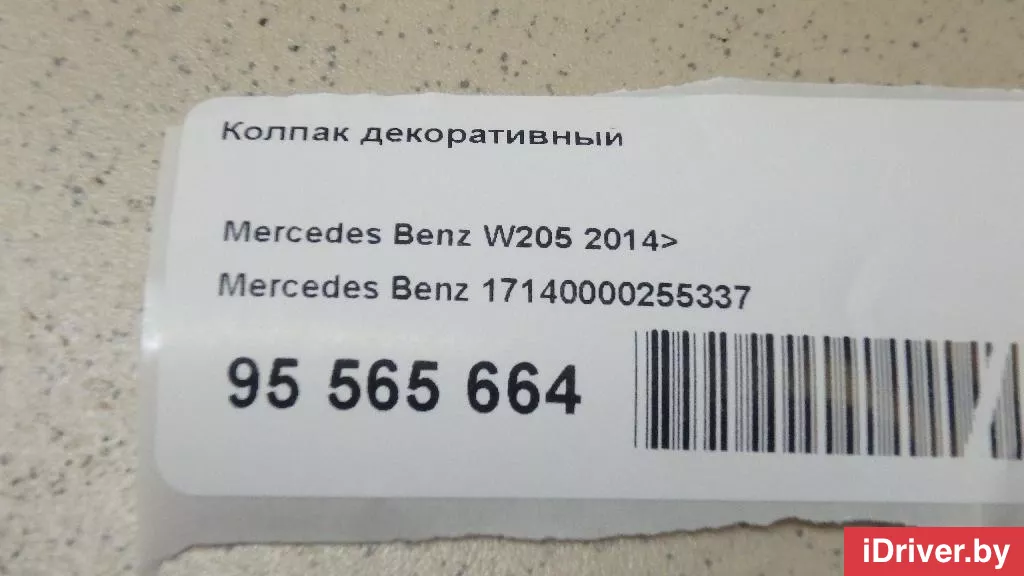 Колпак декоративный
Mercedes Benz W205 2014>
Mercedes Benz 17140000255337
95 565 664
iDriver.by